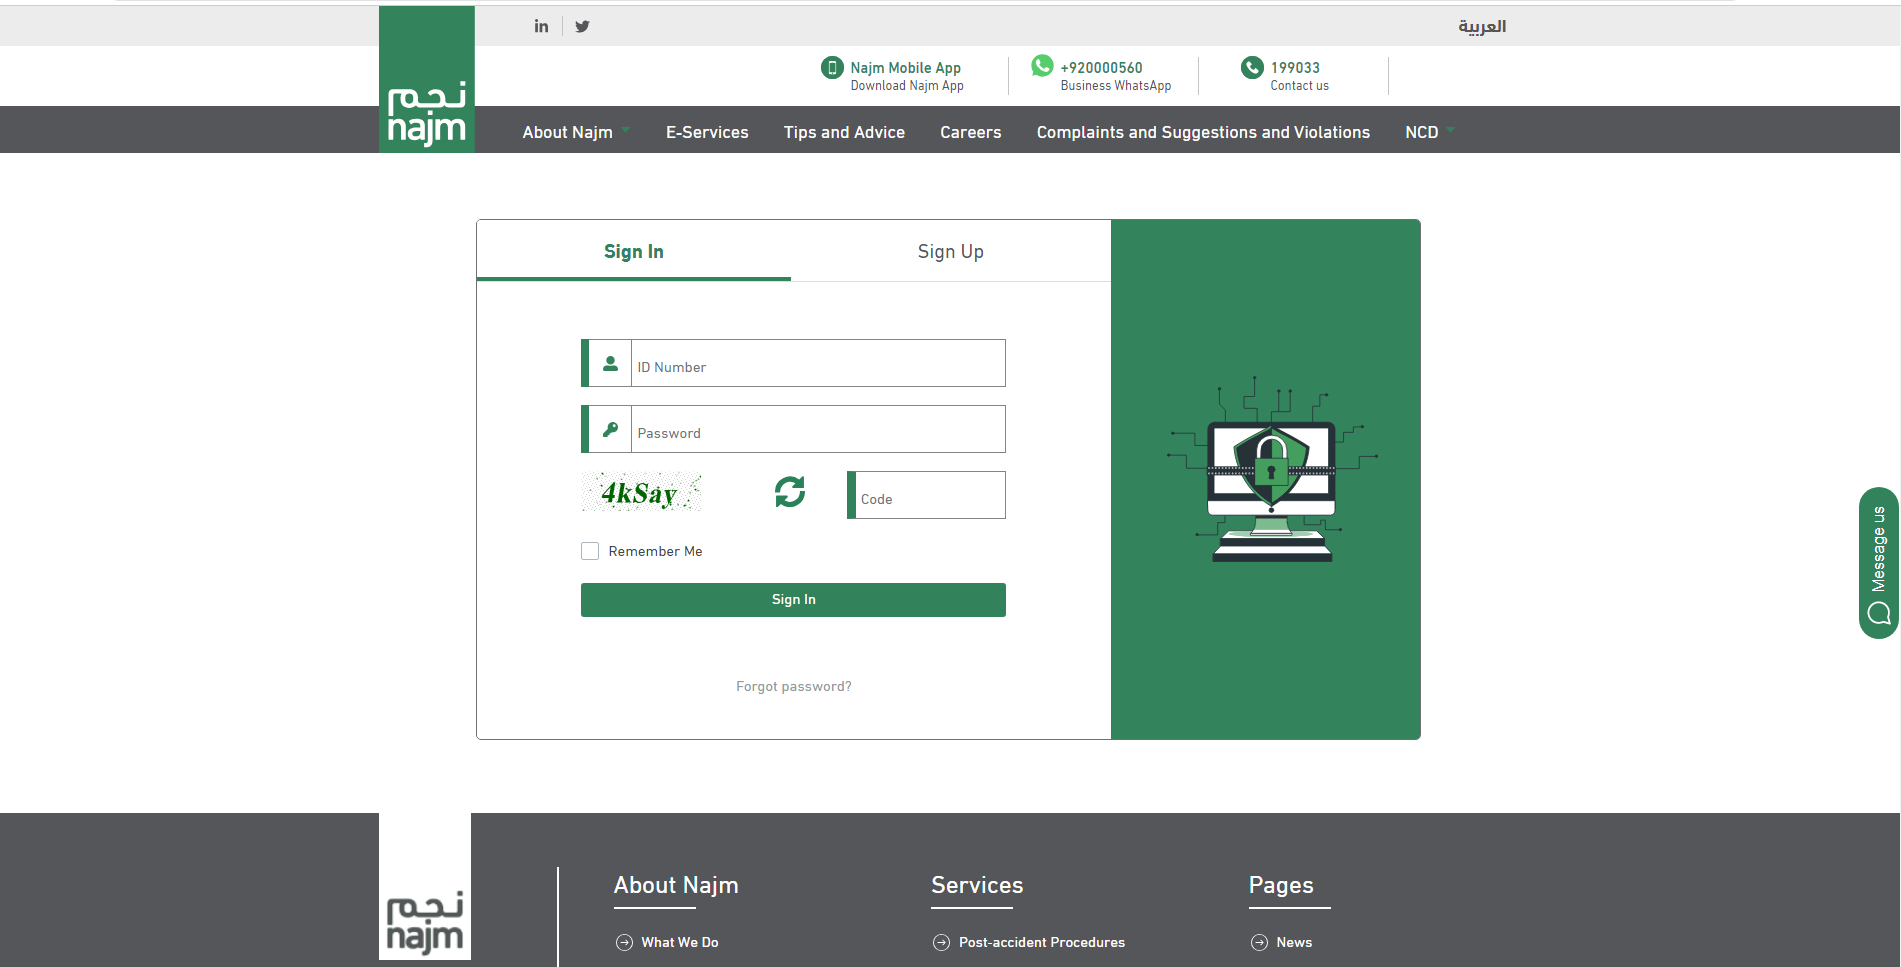 العربية
Najm Mobile App
Download Najm App
+920000560
Business WhatsApp
199033
Contact us
نجم
najm
About Najm
E-Services
Tips and Advice
Careers
Complaints and Suggestions and Violations
NCD
Sign In
Sign Up
ID Number
Password
4kSay
Code
Remember Me
Sign In
Forgot password?
Message us
نجم
najm
About Najm
Services
Pages
What We Do
Post-accident Procedures
News